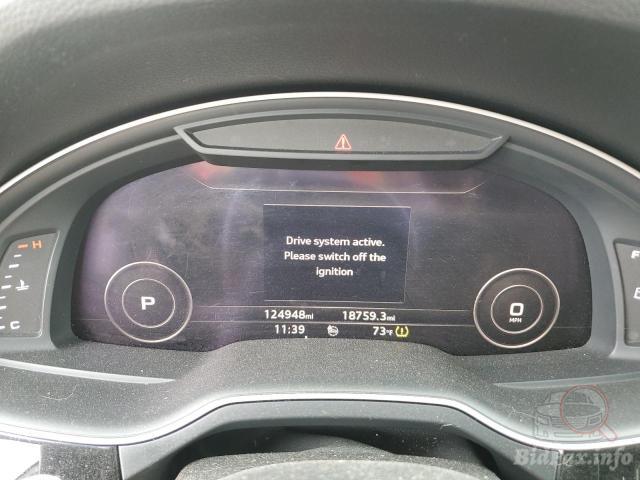 Drive system active.
Please switch off the
ignition
H
F
P
0
MPH
124948mi 18759.3mi
11:39 73°F
C
BidFax.info